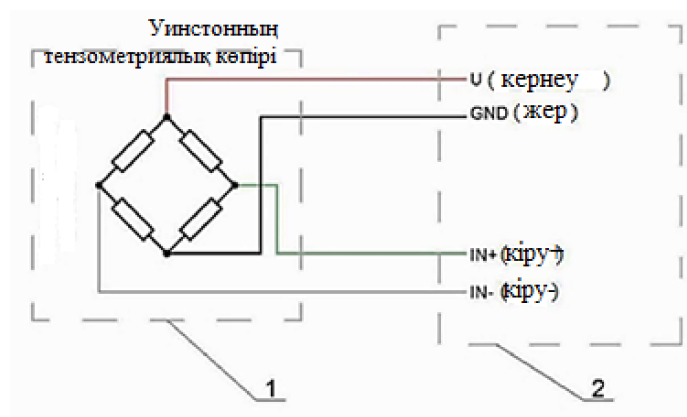 Уинстонның
тензометриялық көпірі
U ( кернеу )
GND ( жер )
IN+ (кіру+)
IN- (кіру-)
1
2